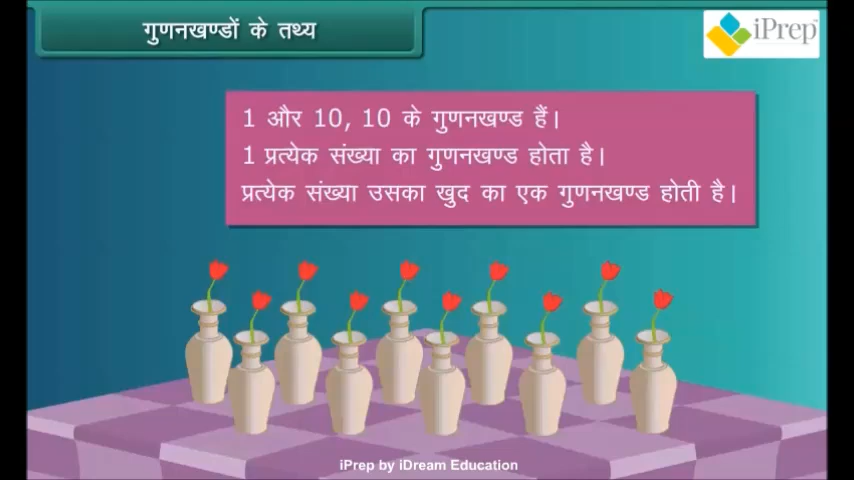 गुणनखण्डों के तथ्य
iPrep
1 और 10, 10 के गुणनखण्ड हैं।
1 प्रत्येक संख्या का गुणनखण्ड होता है।
प्रत्येक संख्या उसका खुद का एक गुणनखण्ड होती है।
iPrep by iDream Education